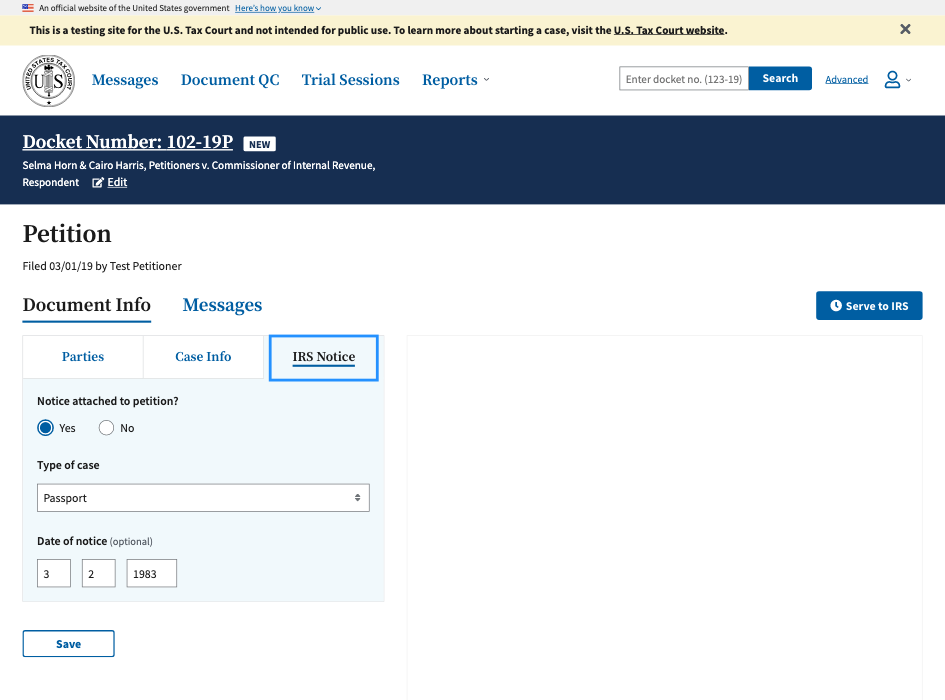 An official website of the United States government Here's how you know
This is a testing site for the U.S. Tax Court and not intended for public use. To learn more about starting a case, visit the U.S. Tax Court website.
UNITED STATES TAX COURT
US
Messages Document QC Trial Sessions Reports
Enter docket no. (123-19) Search Advanced
Docket Number: 102-19P NEW
Selma Horn & Cairo Harris, Petitioners v. Commissioner of Internal Revenue,
Respondent Edit
Petition
Filed 03/01/19 by Test Petitioner
Document Info Messages
Serve to IRS
Parties Case Info IRS Notice
Notice attached to petition?
Yes No
Type of case
Passport
Date of notice (optional)
3 2 1983
Save